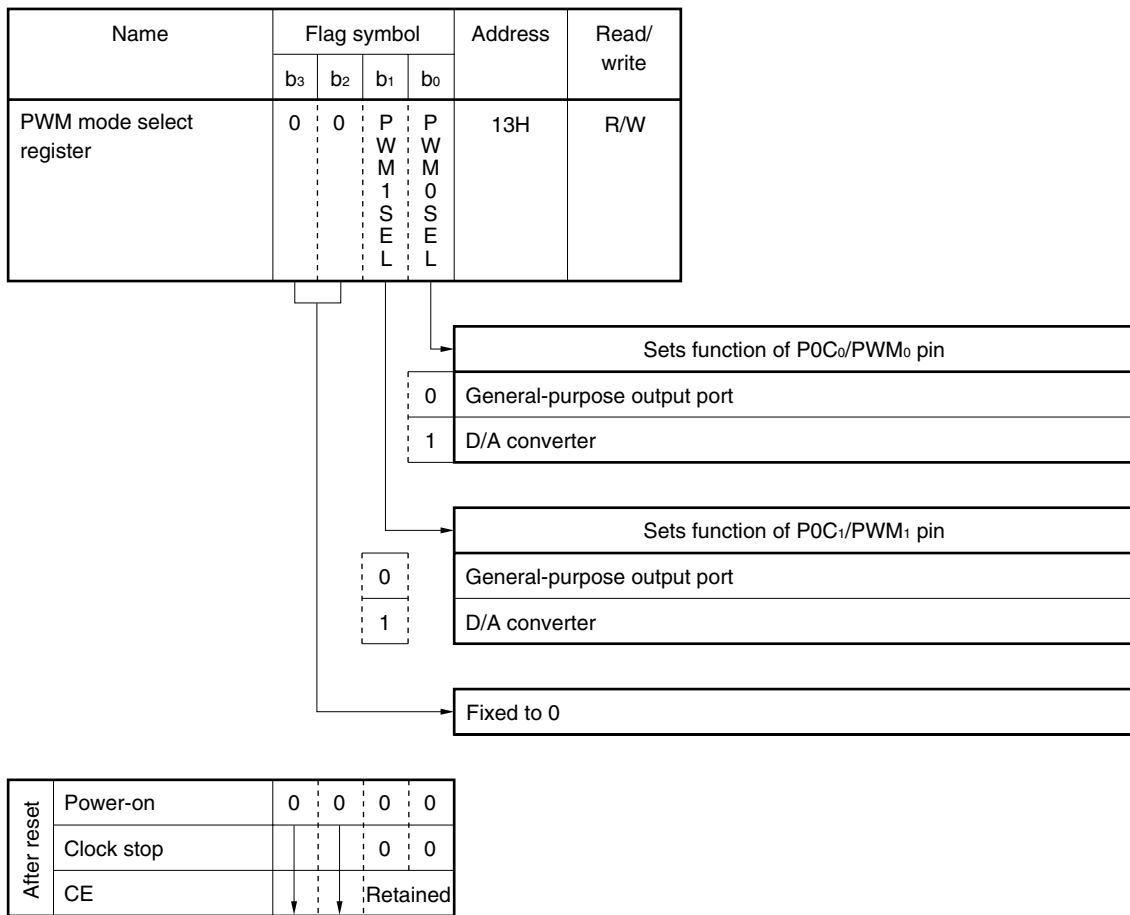 Name Flag symbol Address Read/
write
b₃ b₂ b₁ b₀
PWM mode select
register
0 0 PWM1SEL PWM0SEL 13H R/W
Sets function of P0C₀/PWM₀ pin
0 General-purpose output port
1 D/A converter
Sets function of P0C₁/PWM₁ pin
0 General-purpose output port
1 D/A converter
Fixed to 0
After reset
Power-on 0 0 0 0
Clock stop 0 0
CE Retained